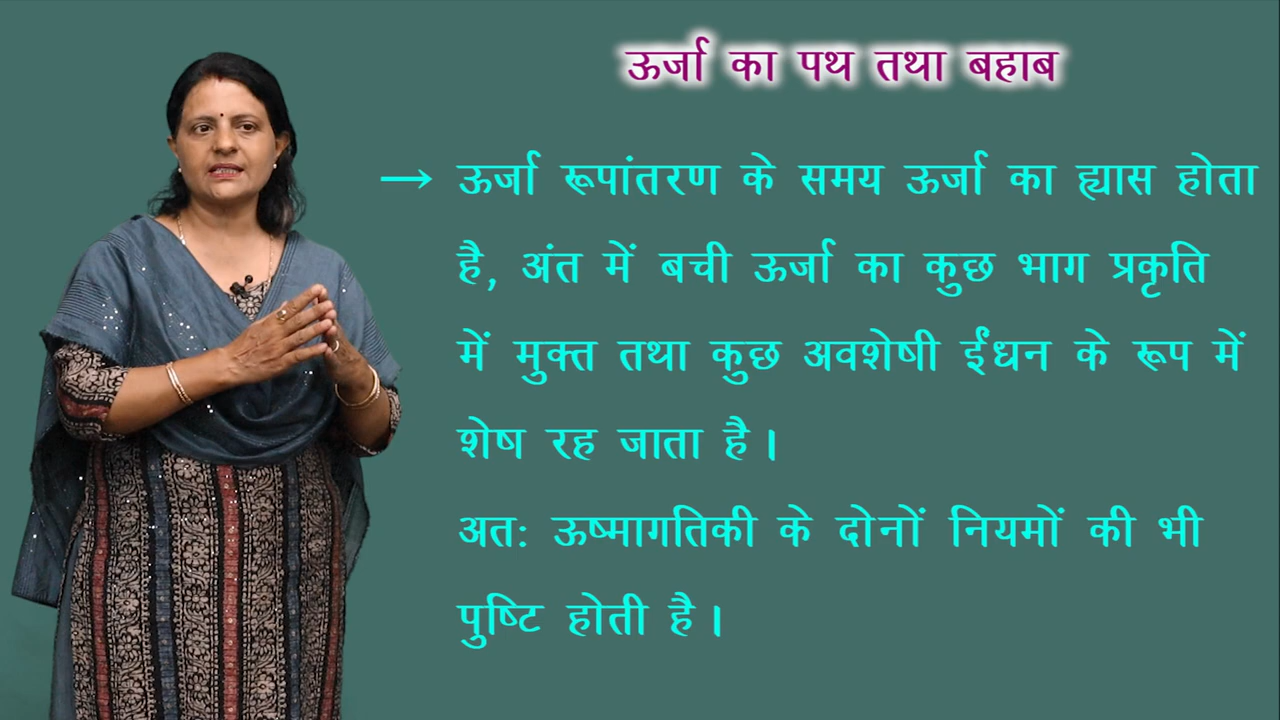 ऊर्जा का पथ तथा बहाब
→ ऊर्जा रूपांतरण के समय ऊर्जा का ह्यास होता
है, अंत में बची ऊर्जा का कुछ भाग प्रकृति
में मुक्त तथा कुछ अवशेषी ईंधन के रूप में
शेष रह जाता है।
अतः ऊष्मागतिकी के दोनों नियमों की भी
पुष्टि होती है।